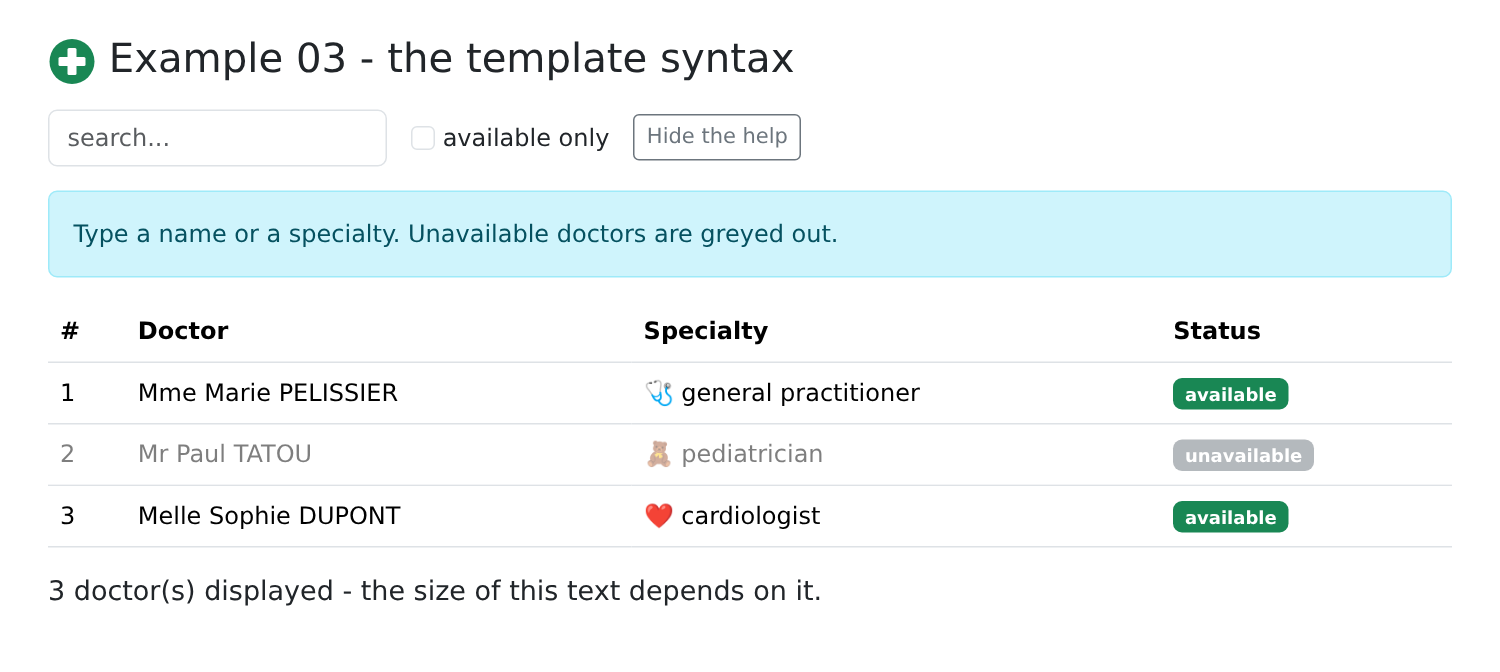 Example 03 - the template syntax
search... available only Hide the help
Type a name or a specialty. Unavailable doctors are greyed out.
# Doctor Specialty Status
1 Mme Marie PELISSIER 🩺 general practitioner available
2 Mr Paul TATOU 🧸 pediatrician unavailable
3 Melle Sophie DUPONT ❤️ cardiologist available
3 doctor(s) displayed - the size of this text depends on it.